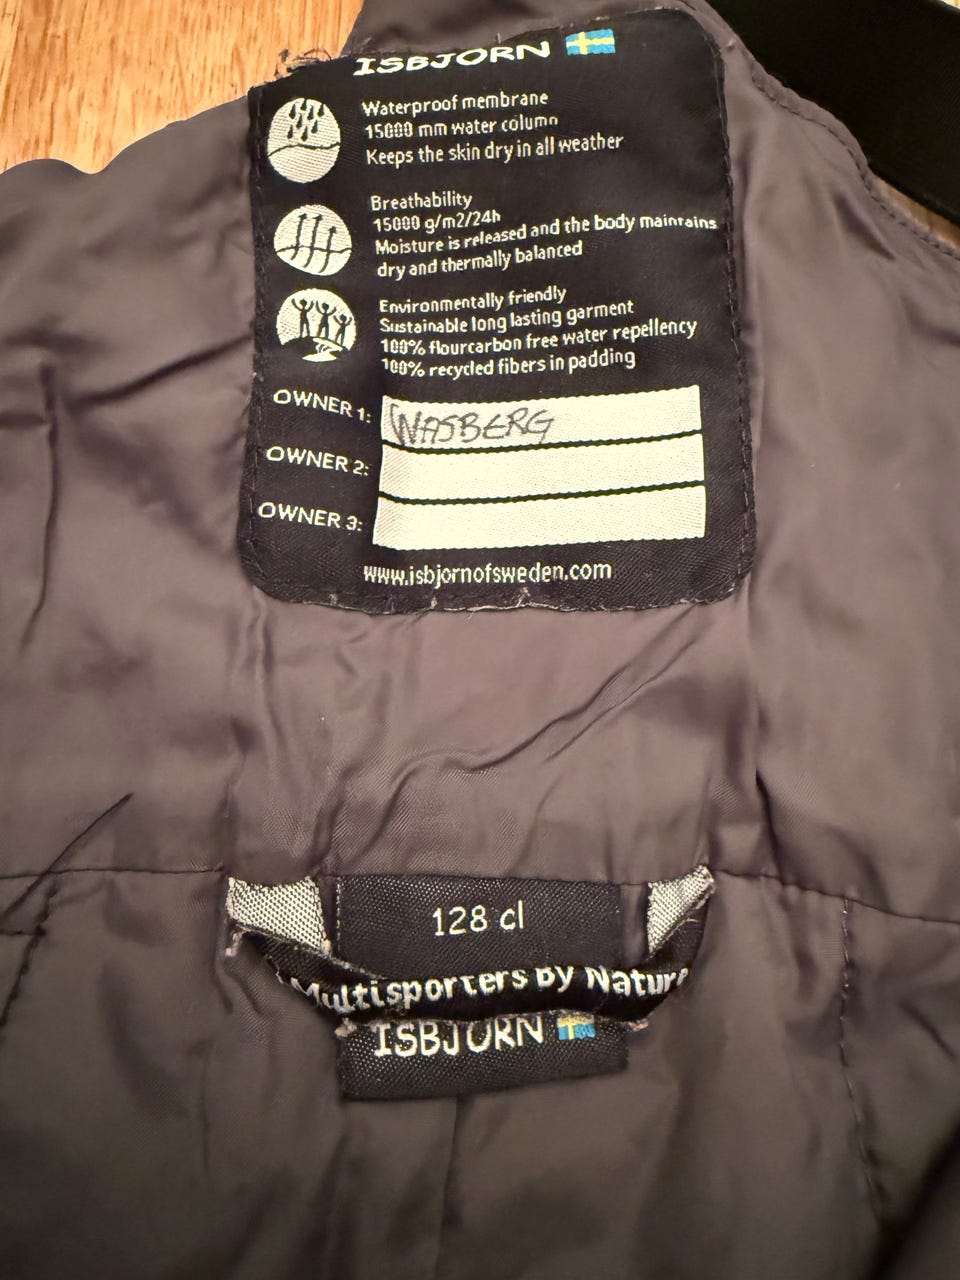 ISBJORN
Waterproof membrane
15000 mm water column
Keeps the skin dry in all weather
Breathability
15000 g/m2/24h
Moisture is released and the body maintains
dry and thermally balanced
Environmentally friendly
Sustainable long lasting garment
100% flourcarbon free water repellency
100% recycled fibers in padding
OWNER 1: WASBERG
OWNER 2:
OWNER 3:
www.isbjornofsweden.com
128 cl
Multisporters by Nature
ISBJORN